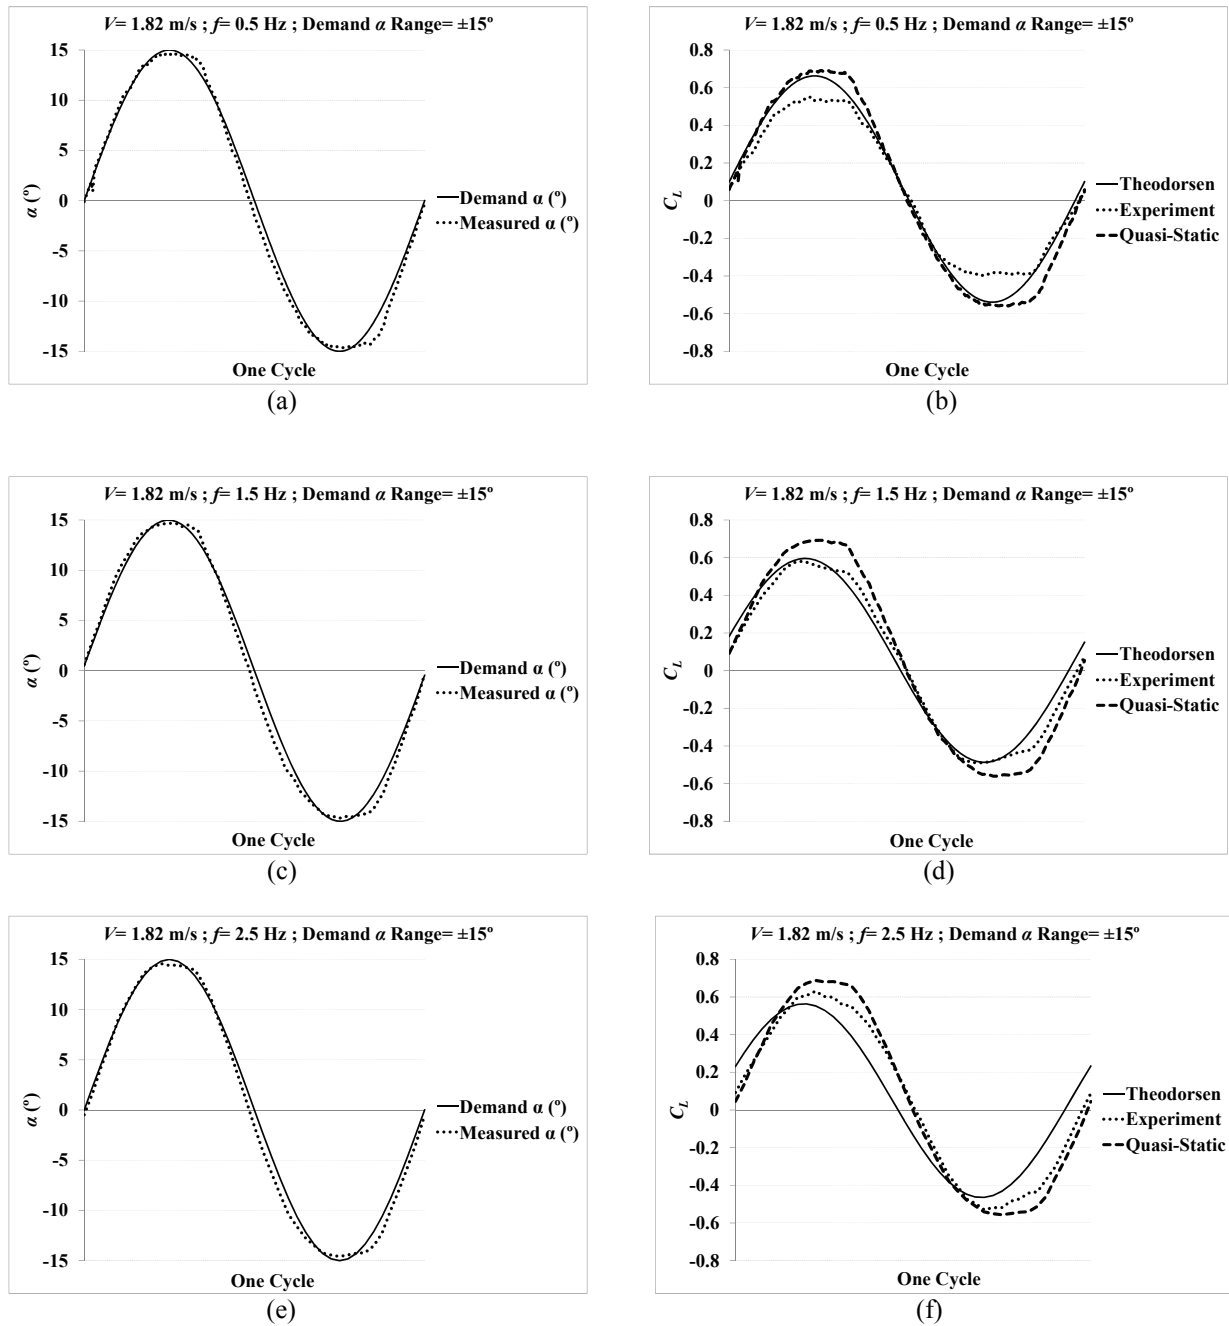 V= 1.82 m/s ; f= 0.5 Hz ; Demand α Range= ±15º
15
10
5
0
-5
-10
-15
α (º)
One Cycle
Demand α (º)
Measured α (º)
(a)
V= 1.82 m/s ; f= 0.5 Hz ; Demand α Range= ±15º
0.8
0.6
0.4
0.2
0
-0.2
-0.4
-0.6
-0.8
C_L
One Cycle
Theodorsen
Experiment
Quasi-Static
(b)
V= 1.82 m/s ; f= 1.5 Hz ; Demand α Range= ±15º
15
10
5
0
-5
-10
-15
α (º)
One Cycle
Demand α (º)
Measured α (º)
(c)
V= 1.82 m/s ; f= 1.5 Hz ; Demand α Range= ±15º
0.8
0.6
0.4
0.2
0
-0.2
-0.4
-0.6
-0.8
C_L
One Cycle
Theodorsen
Experiment
Quasi-Static
(d)
V= 1.82 m/s ; f= 2.5 Hz ; Demand α Range= ±15º
15
10
5
0
-5
-10
-15
α (º)
One Cycle
Demand α (º)
Measured α (º)
(e)
V= 1.82 m/s ; f= 2.5 Hz ; Demand α Range= ±15º
0.8
0.6
0.4
0.2
0
-0.2
-0.4
-0.6
-0.8
C_L
One Cycle
Theodorsen
Experiment
Quasi-Static
(f)